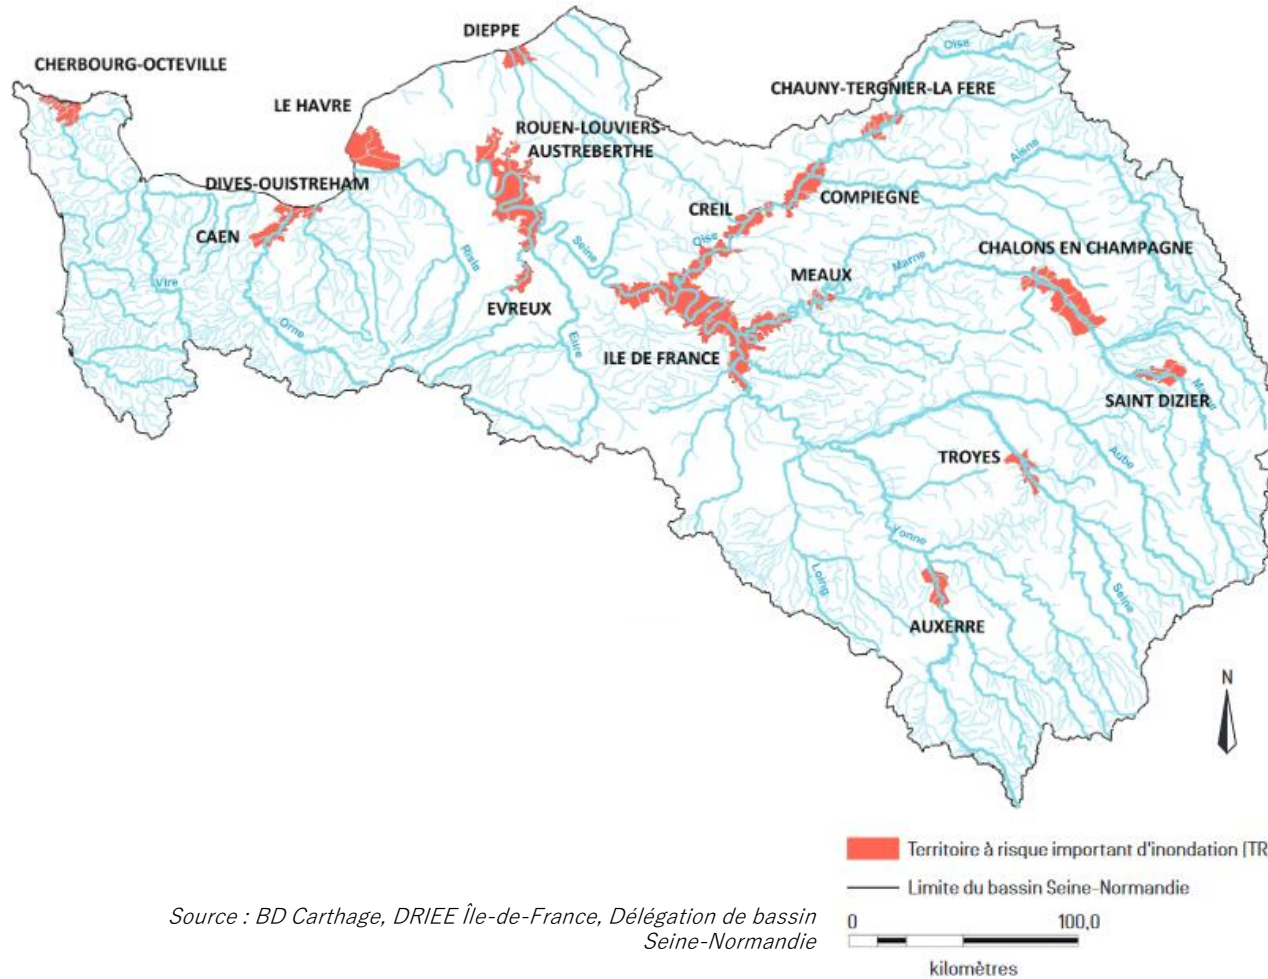 DIEPPE
CHERBOURG-OCTEVILLE
Oise
CHAUNY-TERGNIER-LA FERE
LE HAVRE
ROUEN-LOUVIERS-
AUSTREBERTHE
Aisne
DIVES-OUISTREHAM
COMPIEGNE
CREIL
CAEN
Oise
Seine
Risle
CHALONS EN CHAMPAGNE
Marne
MEAUX
Vire
EVREUX
Orne
Eure
ILE DE FRANCE
SAINT DIZIER
TROYES
Aube
Yonne
Loing
Seine
AUXERRE
N
Territoire à risque important d'inondation (TR
Limite du bassin Seine-Normandie
Source : BD Carthage, DRIEE Île-de-France, Délégation de bassin
Seine-Normandie
0 100,0
kilomètres